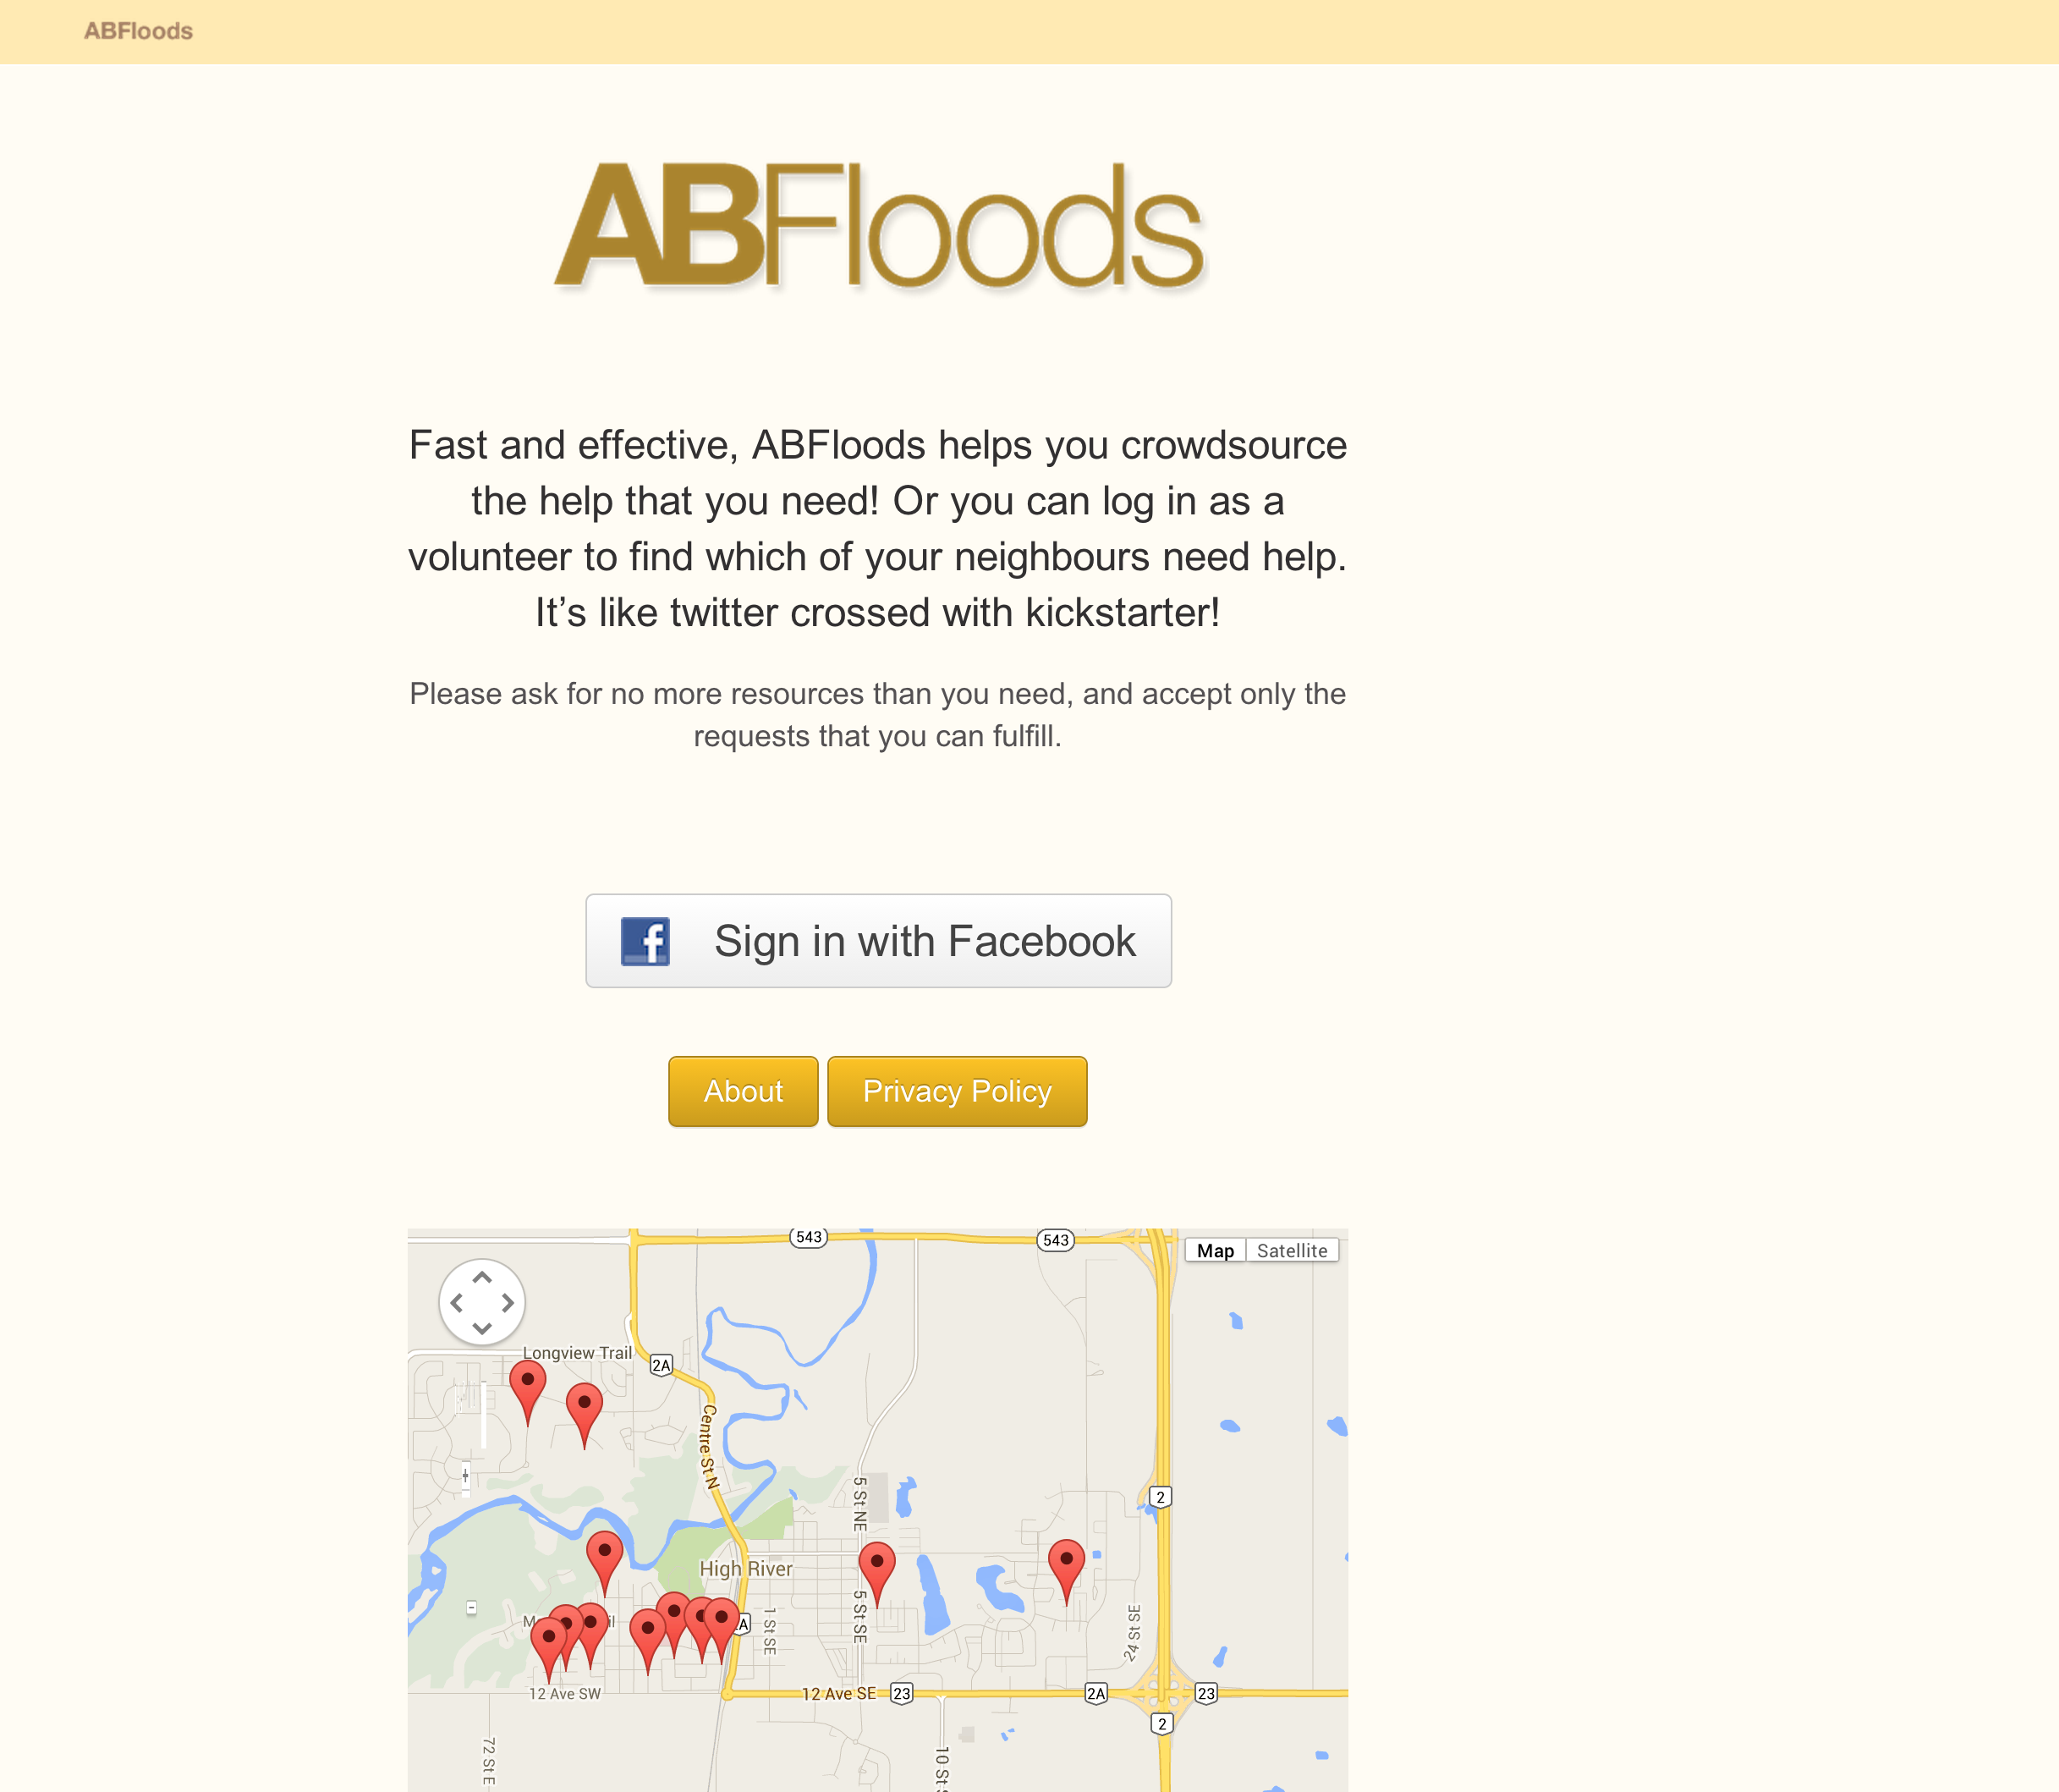 ABFloods
ABFloods
Fast and effective, ABFloods helps you crowdsource
the help that you need! Or you can log in as a
volunteer to find which of your neighbours need help.
It’s like twitter crossed with kickstarter!
Please ask for no more resources than you need, and accept only the
requests that you can fulfill.
Sign in with Facebook
About
Privacy Policy
543
543
Map
Satellite
Longview Trail
2A
Centre St N
5 St NE
2
High River
5 St SE
1 St SE
24 St SE
12 Ave SW
12 Ave SE
23
2A
23
2
72 St E